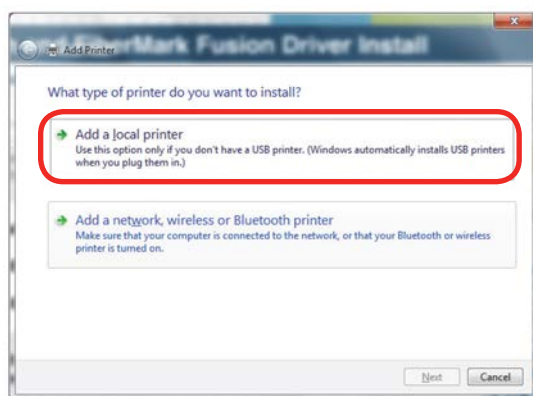 FiberMark Fusion Driver Install
Add Printer
What type of printer do you want to install?
Add a local printer
Use this option only if you don't have a USB printer. (Windows automatically installs USB printers
when you plug them in.)
Add a network, wireless or Bluetooth printer
Make sure that your computer is connected to the network, or that your Bluetooth or wireless
printer is turned on.
Next
Cancel